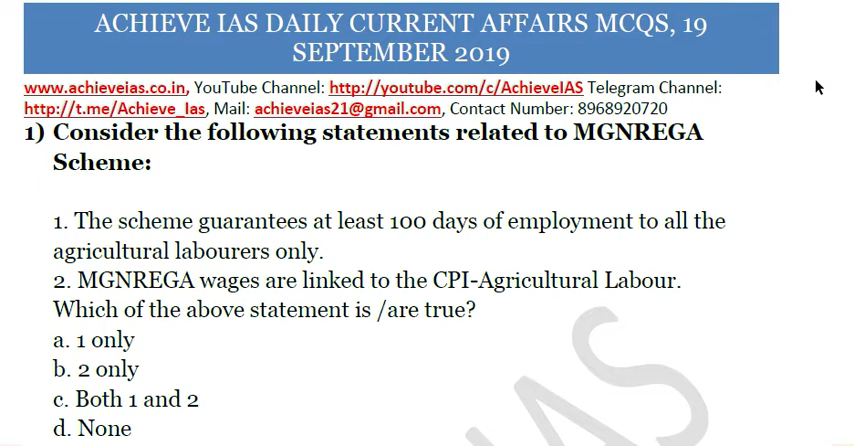 ACHIEVE IAS DAILY CURRENT AFFAIRS MCQS, 19
SEPTEMBER 2019
www.achieveias.co.in, YouTube Channel: http://youtube.com/c/AchieveIAS Telegram Channel:
http://t.me/Achieve_Ias, Mail: achieveias21@gmail.com, Contact Number: 8968920720
1) Consider the following statements related to MGNREGA
Scheme:
1. The scheme guarantees at least 100 days of employment to all the
agricultural labourers only.
2. MGNREGA wages are linked to the CPI-Agricultural Labour.
Which of the above statement is /are true?
a. 1 only
b. 2 only
c. Both 1 and 2
d. None
IAS